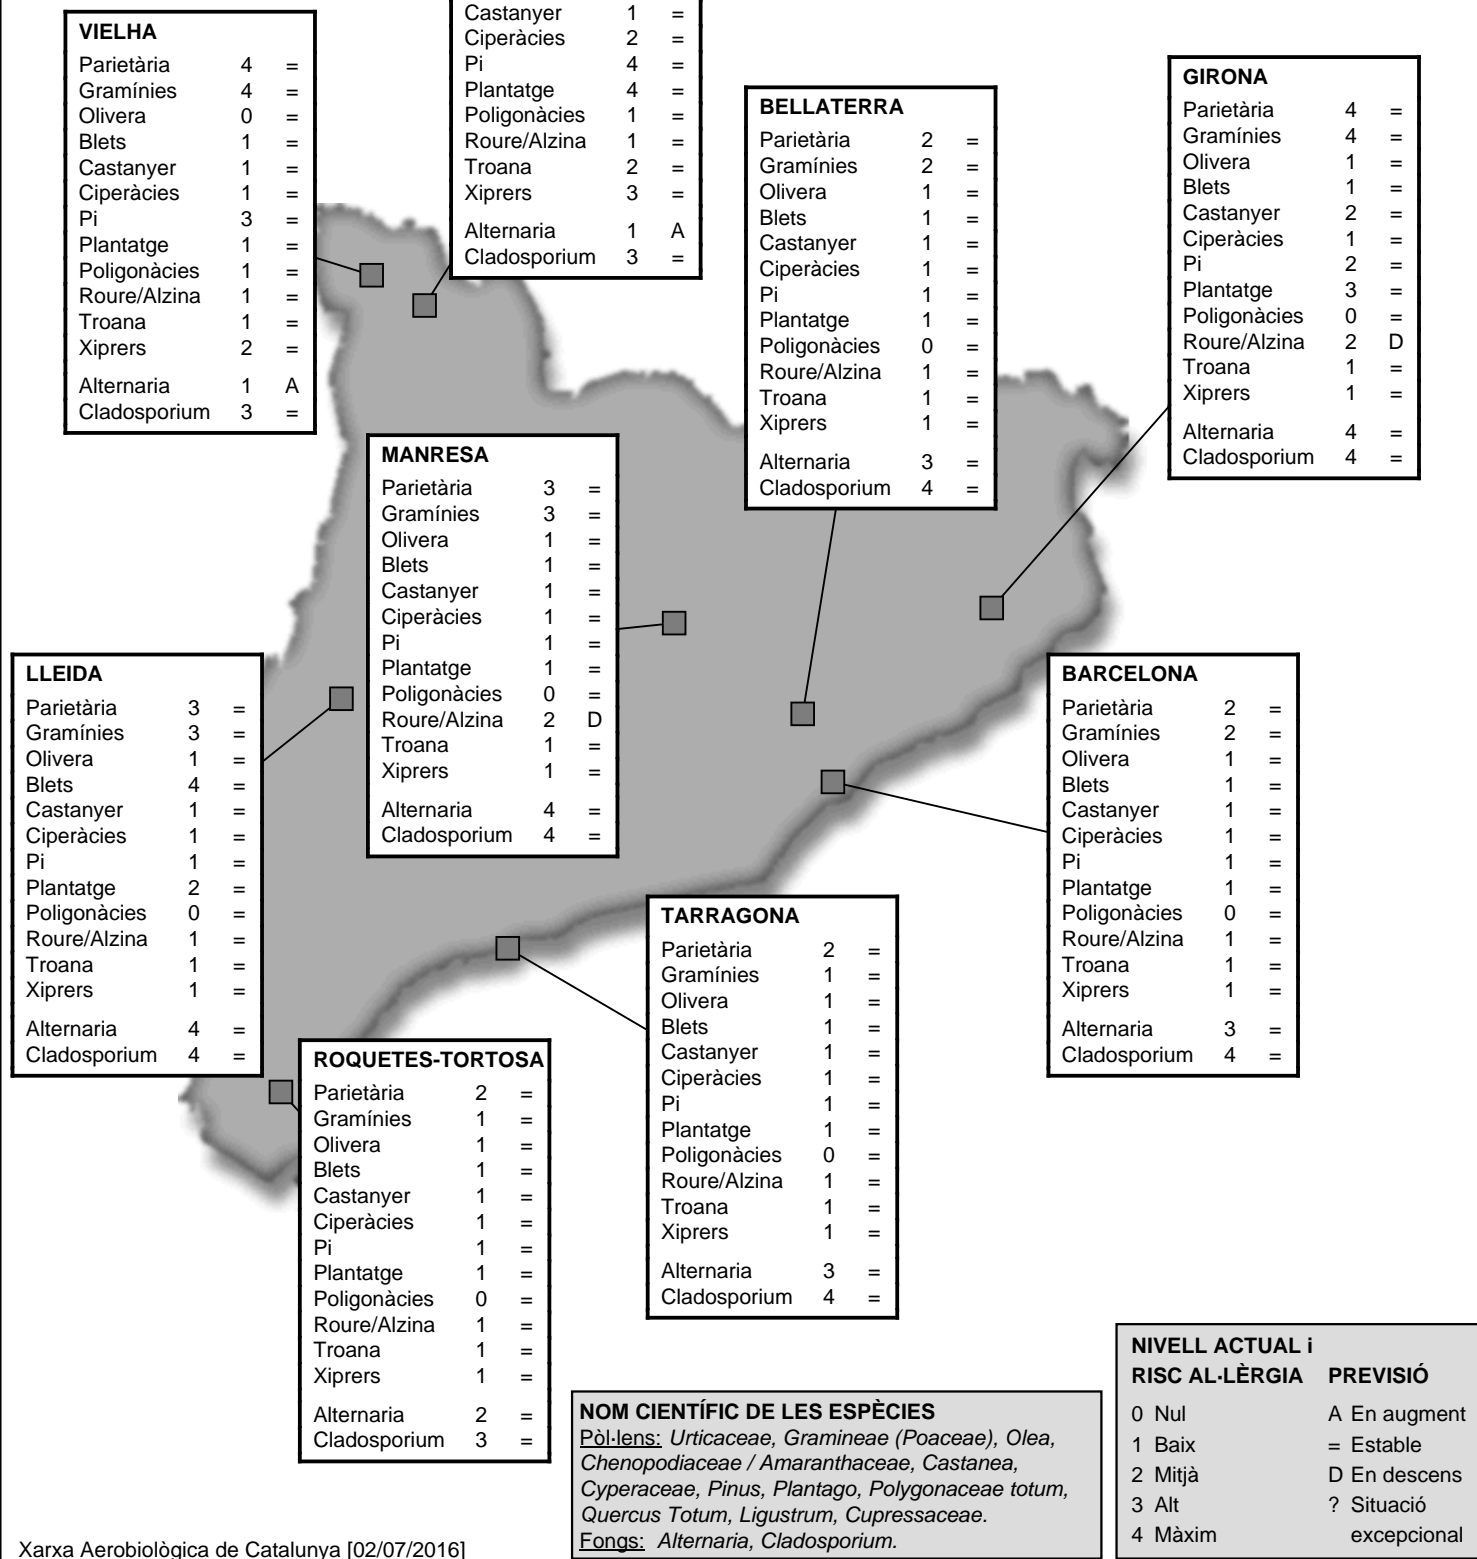 VIELHA
Parietària 4 =
Gramínies 4 =
Olivera 0 =
Blets 1 =
Castanyer 1 =
Ciperàcies 1 =
Pi 3 =
Plantatge 1 =
Poligonàcies 1 =
Roure/Alzina 1 =
Troana 1 =
Xiprers 2 =
Alternaria 1 A
Cladosporium 3 =
Castanyer 1 =
Ciperàcies 2 =
Pi 4 =
Plantatge 4 =
Poligonàcies 1 =
Roure/Alzina 1 =
Troana 2 =
Xiprers 3 =
Alternaria 1 A
Cladosporium 3 =
BELLATERRA
Parietària 2 =
Gramínies 2 =
Olivera 1 =
Blets 1 =
Castanyer 1 =
Ciperàcies 1 =
Pi 1 =
Plantatge 1 =
Poligonàcies 0 =
Roure/Alzina 1 =
Troana 1 =
Xiprers 1 =
Alternaria 3 =
Cladosporium 4 =
GIRONA
Parietària 4 =
Gramínies 4 =
Olivera 1 =
Blets 1 =
Castanyer 2 =
Ciperàcies 1 =
Pi 2 =
Plantatge 3 =
Poligonàcies 0 =
Roure/Alzina 2 D
Troana 1 =
Xiprers 1 =
Alternaria 4 =
Cladosporium 4 =
MANRESA
Parietària 3 =
Gramínies 3 =
Olivera 1 =
Blets 1 =
Castanyer 1 =
Ciperàcies 1 =
Pi 1 =
Plantatge 1 =
Poligonàcies 0 =
Roure/Alzina 2 D
Troana 1 =
Xiprers 1 =
Alternaria 4 =
Cladosporium 4 =
LLEIDA
Parietària 3 =
Gramínies 3 =
Olivera 1 =
Blets 4 =
Castanyer 1 =
Ciperàcies 1 =
Pi 1 =
Plantatge 2 =
Poligonàcies 0 =
Roure/Alzina 1 =
Troana 1 =
Xiprers 1 =
Alternaria 4 =
Cladosporium 4 =
BARCELONA
Parietària 2 =
Gramínies 2 =
Olivera 1 =
Blets 1 =
Castanyer 1 =
Ciperàcies 1 =
Pi 1 =
Plantatge 1 =
Poligonàcies 0 =
Roure/Alzina 1 =
Troana 1 =
Xiprers 1 =
Alternaria 3 =
Cladosporium 4 =
TARRAGONA
Parietària 2 =
Gramínies 1 =
Olivera 1 =
Blets 1 =
Castanyer 1 =
Ciperàcies 1 =
Pi 1 =
Plantatge 1 =
Poligonàcies 0 =
Roure/Alzina 1 =
Troana 1 =
Xiprers 1 =
Alternaria 3 =
Cladosporium 4 =
ROQUETES-TORTOSA
Parietària 2 =
Gramínies 1 =
Olivera 1 =
Blets 1 =
Castanyer 1 =
Ciperàcies 1 =
Pi 1 =
Plantatge 1 =
Poligonàcies 0 =
Roure/Alzina 1 =
Troana 1 =
Xiprers 1 =
Alternaria 2 =
Cladosporium 3 =
NOM CIENTÍFIC DE LES ESPÈCIES
Pòl·lens: Urticaceae, Gramineae (Poaceae), Olea,
Chenopodiaceae / Amaranthaceae, Castanea,
Cyperaceae, Pinus, Plantago, Polygonaceae totum,
Quercus Totum, Ligustrum, Cupressaceae.
Fongs: Alternaria, Cladosporium.
NIVELL ACTUAL i
RISC AL·LÈRGIA PREVISIÓ
0 Nul A En augment
1 Baix = Estable
2 Mitjà D En descens
3 Alt ? Situació
4 Màxim excepcional
Xarxa Aerobiològica de Catalunya [02/07/2016]